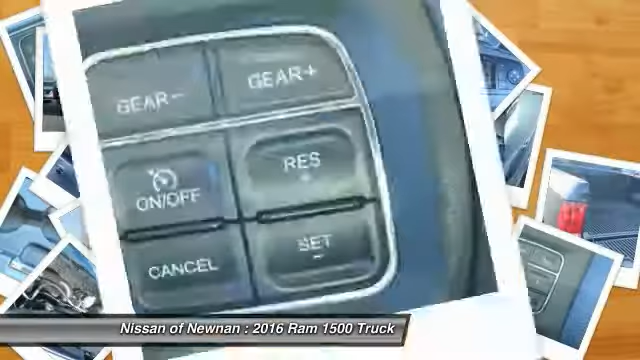 GEAR- GEAR+
ON/OFF RES +
CANCEL SET -
Nissan of Newnan : 2016 Ram 1500 Truck